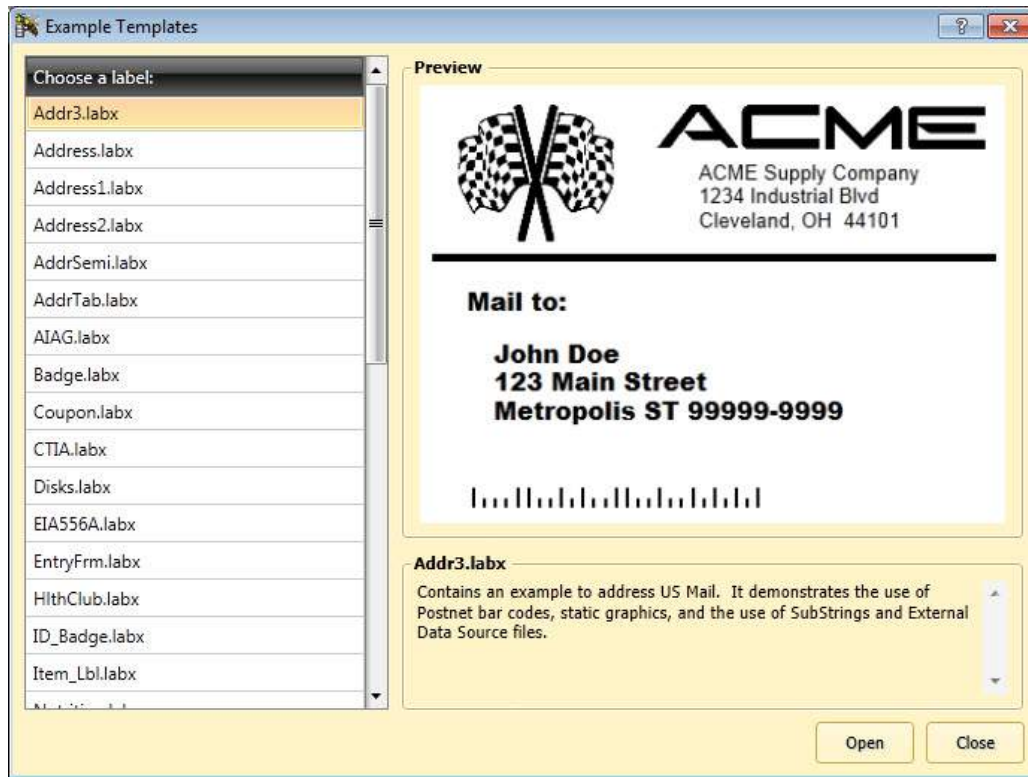 Example Templates
Choose a label:
Addr3.labx
Address.labx
Address1.labx
Address2.labx
AddrSemi.labx
AddrTab.labx
AIAG.labx
Badge.labx
Coupon.labx
CTIA.labx
Disks.labx
EIA556A.labx
EntryFrm.labx
HlthClub.labx
ID_Badge.labx
Item_Lbl.labx
Preview
ACME
ACME Supply Company
1234 Industrial Blvd
Cleveland, OH 44101
Mail to:
John Doe
123 Main Street
Metropolis ST 99999-9999
Addr3.labx
Contains an example to address US Mail. It demonstrates the use of
Postnet bar codes, static graphics, and the use of SubStrings and External
Data Source files.
Open
Close